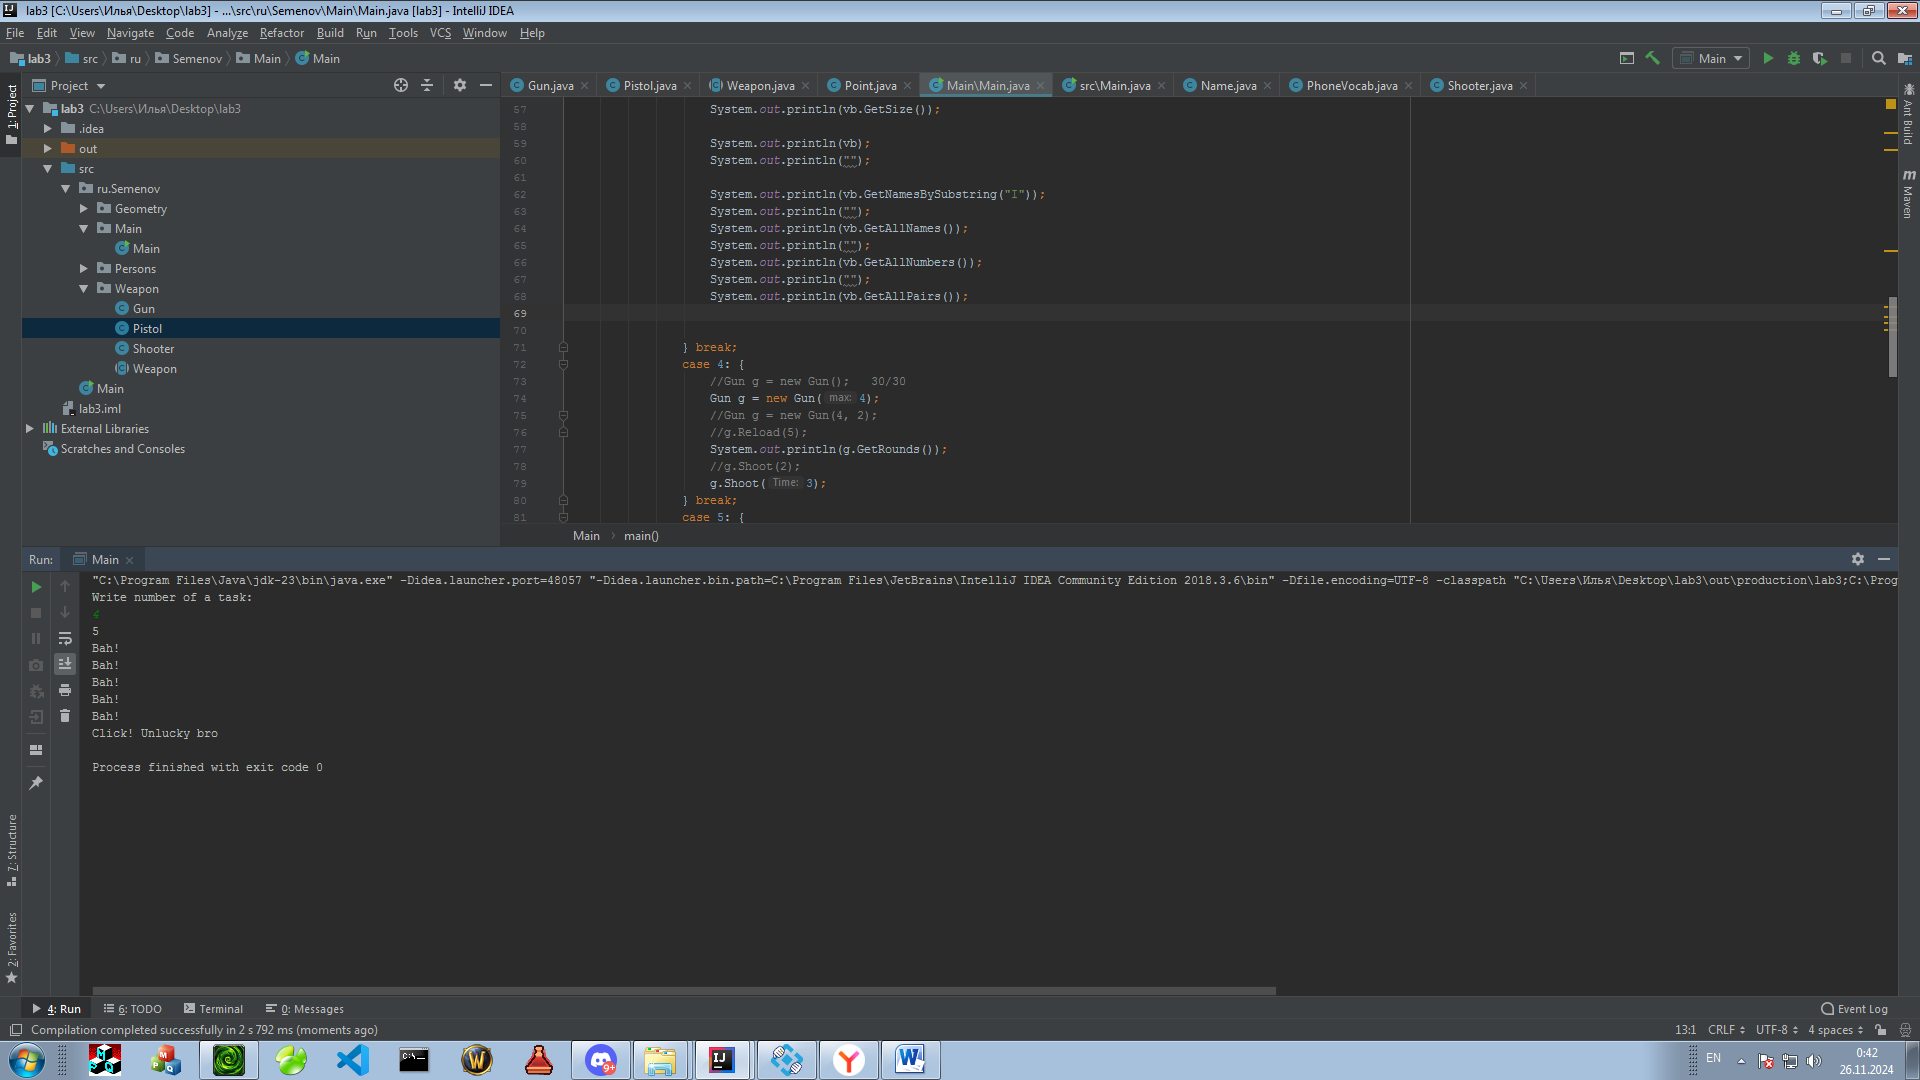 lab3 [C:\Users\Илья\Desktop\lab3] - ...\src\ru\Semenov\Main\Main.java [lab3] - IntelliJ IDEA
File Edit View Navigate Code Analyze Refactor Build Run Tools VCS Window Help
lab3 src ru Semenov Main Main
Main
1: Project
Project
lab3 C:\Users\Илья\Desktop\lab3
.idea
out
src
ru.Semenov
Geometry
Main
Main
Persons
Weapon
Gun
Pistol
Shooter
Weapon
Main
lab3.iml
External Libraries
Scratches and Consoles
Gun.java Pistol.java Weapon.java Point.java Main\Main.java src\Main.java Name.java PhoneVocab.java Shooter.java
57 System.out.println(vb.GetSize());
58
59 System.out.println(vb);
60 System.out.println("");
61
62 System.out.println(vb.GetNamesBySubstring("I"));
63 System.out.println("");
64 System.out.println(vb.GetAllNames());
65 System.out.println("");
66 System.out.println(vb.GetAllNumbers());
67 System.out.println("");
68 System.out.println(vb.GetAllPairs());
69
70
71 } break;
72 case 4: {
73 //Gun g = new Gun(); 30/30
74 Gun g = new Gun( max: 4);
75 //Gun g = new Gun(4, 2);
76 //g.Reload(5);
77 System.out.println(g.GetRounds());
78 //g.Shoot(2);
79 g.Shoot( Time: 3);
80 } break;
81 case 5: {
Main main()
Ant Build
Maven
Run: Main
"C:\Program Files\Java\jdk-23\bin\java.exe" -Didea.launcher.port=48057 "-Didea.launcher.bin.path=C:\Program Files\JetBrains\IntelliJ IDEA Community Edition 2018.3.6\bin" -Dfile.encoding=UTF-8 -classpath "C:\Users\Илья\Desktop\lab3\out\production\lab3;C:\Prog
Write number of a task:
4
5
Bah!
Bah!
Bah!
Bah!
Bah!
Click! Unlucky bro
Process finished with exit code 0
7: Structure
2: Favorites
4: Run 6: TODO Terminal 0: Messages Event Log
Compilation completed successfully in 2 s 792 ms (moments ago) 13:1 CRLF UTF-8 4 spaces
9+
EN
0:42
26.11.2024